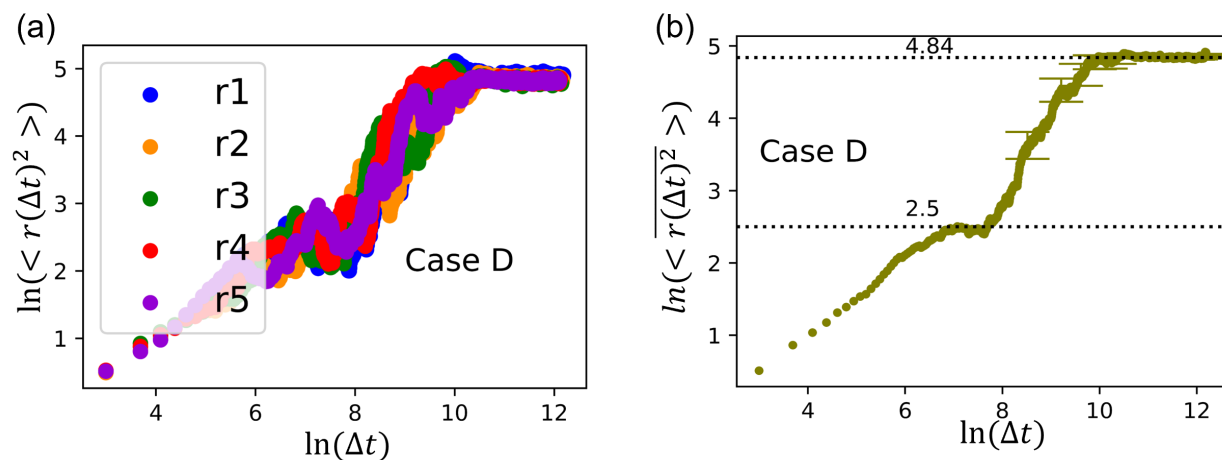 (a)
ln(< r(Δt)² >)
5
4
3
2
1
r1
r2
r3
r4
r5
Case D
4 6 8 10 12
ln(Δt)
(b)
ln(< r(Δt)² >)
5
4
3
2
1
4.84
Case D
2.5
4 6 8 10 12
ln(Δt)